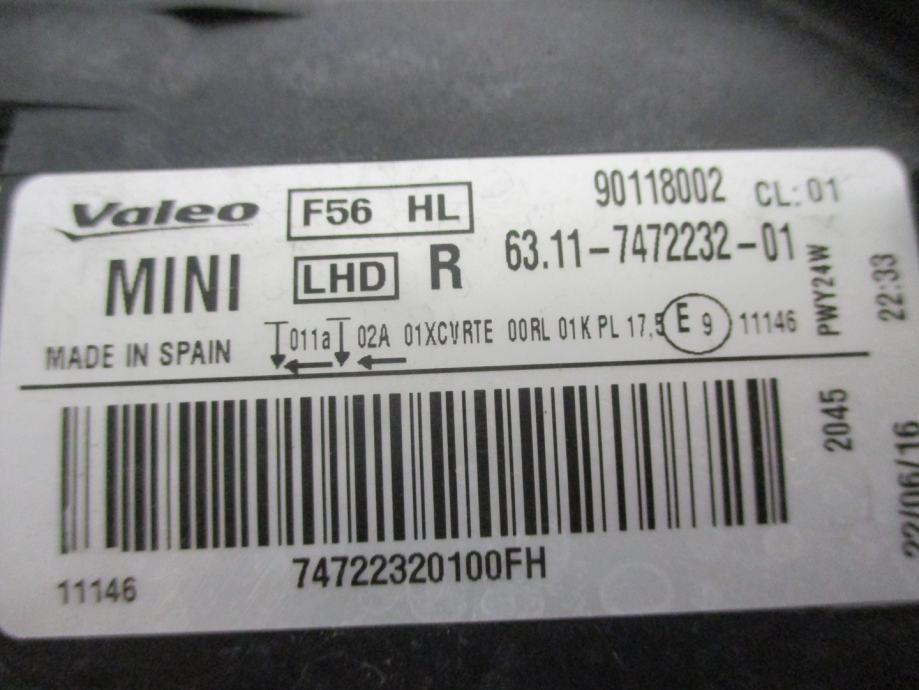 Valeo F56 HL 90118002 CL: 01
MINI LHD R 63.11-7472232-01
MADE IN SPAIN 011a 02A 01XCVRTE 00RL 01K PL 17,5 E 9 11146
PWY24W
22:33
2045
22/06/16
74722320100FH
11146